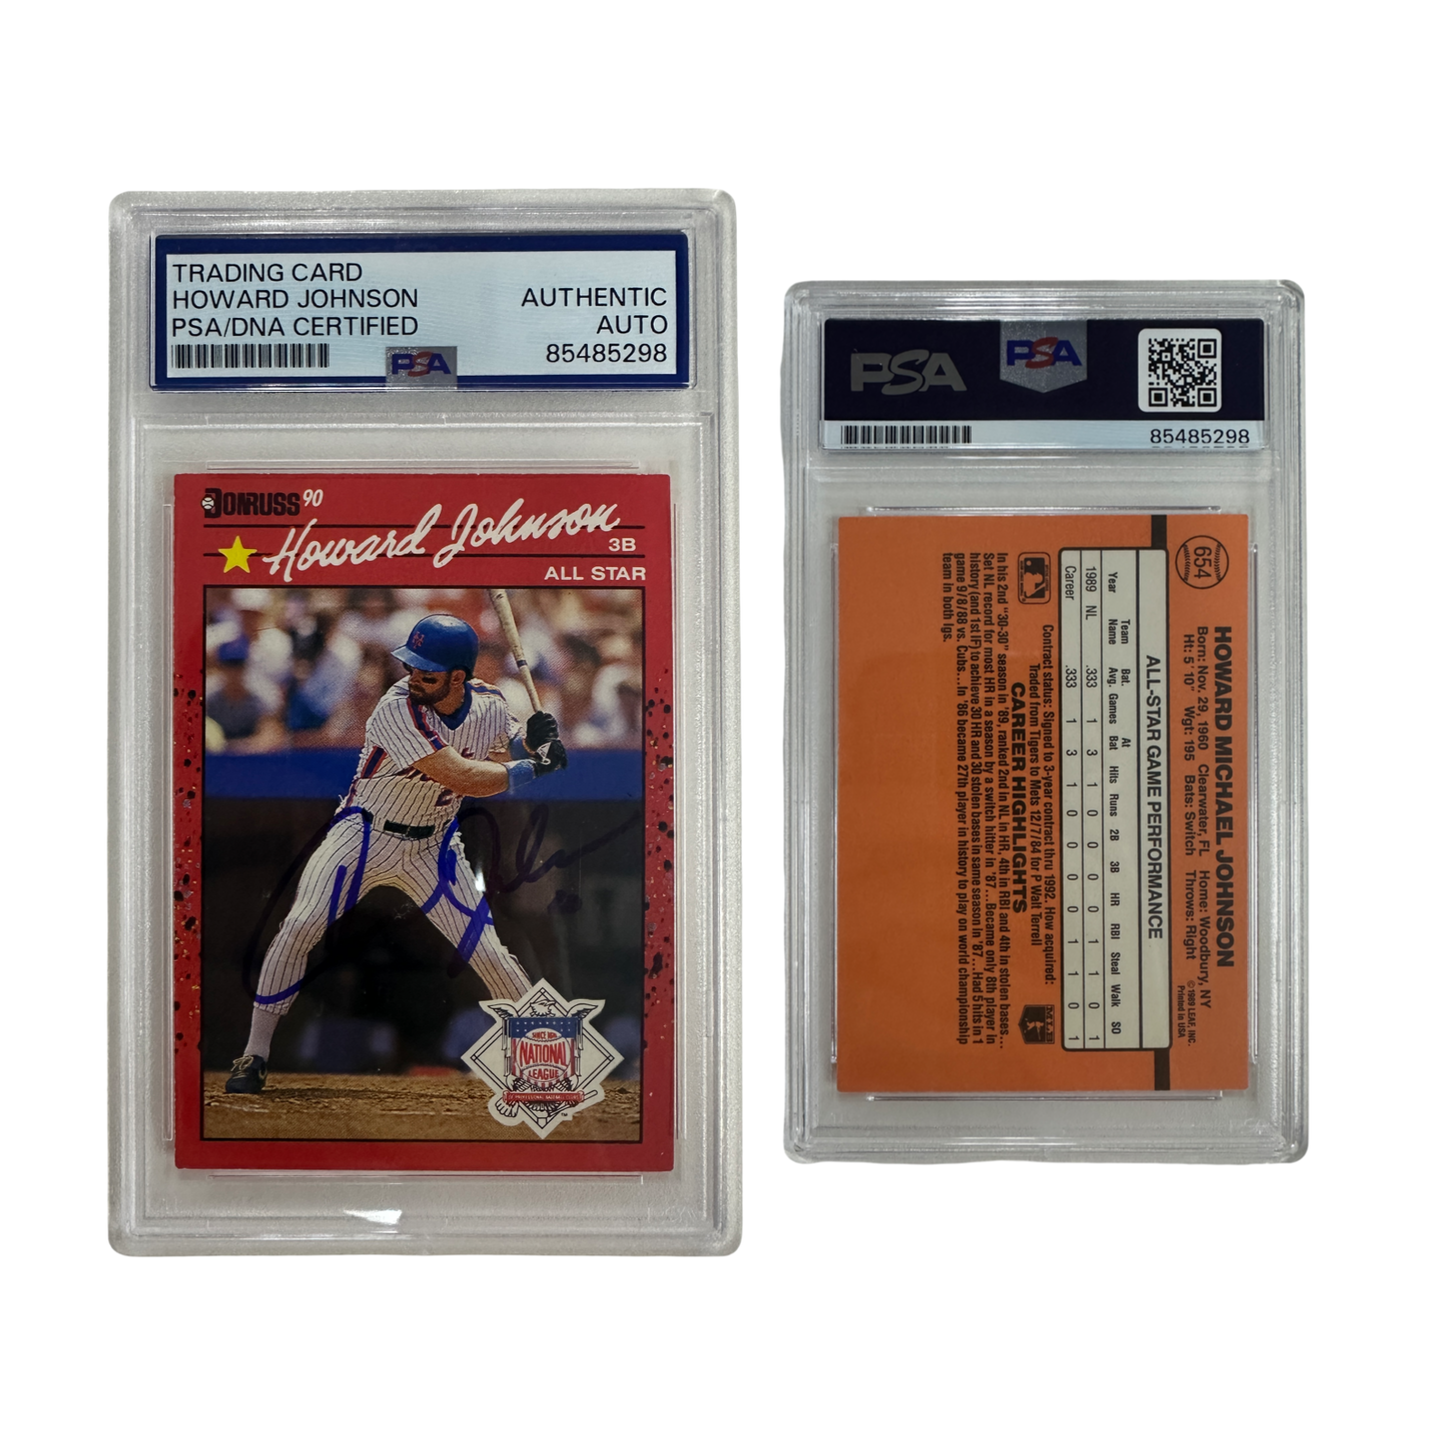 TRADING CARD
HOWARD JOHNSON
PSA/DNA CERTIFIED
AUTHENTIC
AUTO
85485298
PSA
DONRUSS 90
Howard Johnson
3B
ALL STAR
NATIONAL
LEAGUE
PSA
PSA
85485298
654
HOWARD MICHAEL JOHNSON
Born: Nov. 29, 1960 Clearwater, FL Home: Woodbury, NY
Ht: 5' 10" Wgt: 195 Bats: Switch Throws: Right
© 1989 LEAF, INC.
Printed in USA
ALL-STAR GAME PERFORMANCE
Year Team Name Bat. Avg. Games At Bat Hits Runs 2B 3B HR RBI Steal Walk SO
1989 NL .333 1 3 1 0 0 0 0 1 1 0 1
Career .333 1 3 1 0 0 0 0 1 1 0 1
Contract status: Signed to 3-year contract thru 1992. How acquired:
Traded from Tigers to Mets 12/7/84 for P Walt Terrell
CAREER HIGHLIGHTS
In his 2nd "30-30" season in '89, ranked 2nd in NL in HR, 4th in RBI and 4th in stolen bases...
Set NL record for most HR in a season by a switch hitter in '87...Became only 8th player in
history (and 1st IF) to achieve 30 HR and 30 stolen bases in same season in '87...Had 5 hits in 1
game 9/8/88 vs. Cubs...In '86 became 27th player in history to play on world championship
team in both lgs.